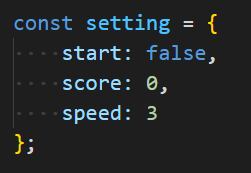 const setting = {
    start: false,
    score: 0,
    speed: 3
};